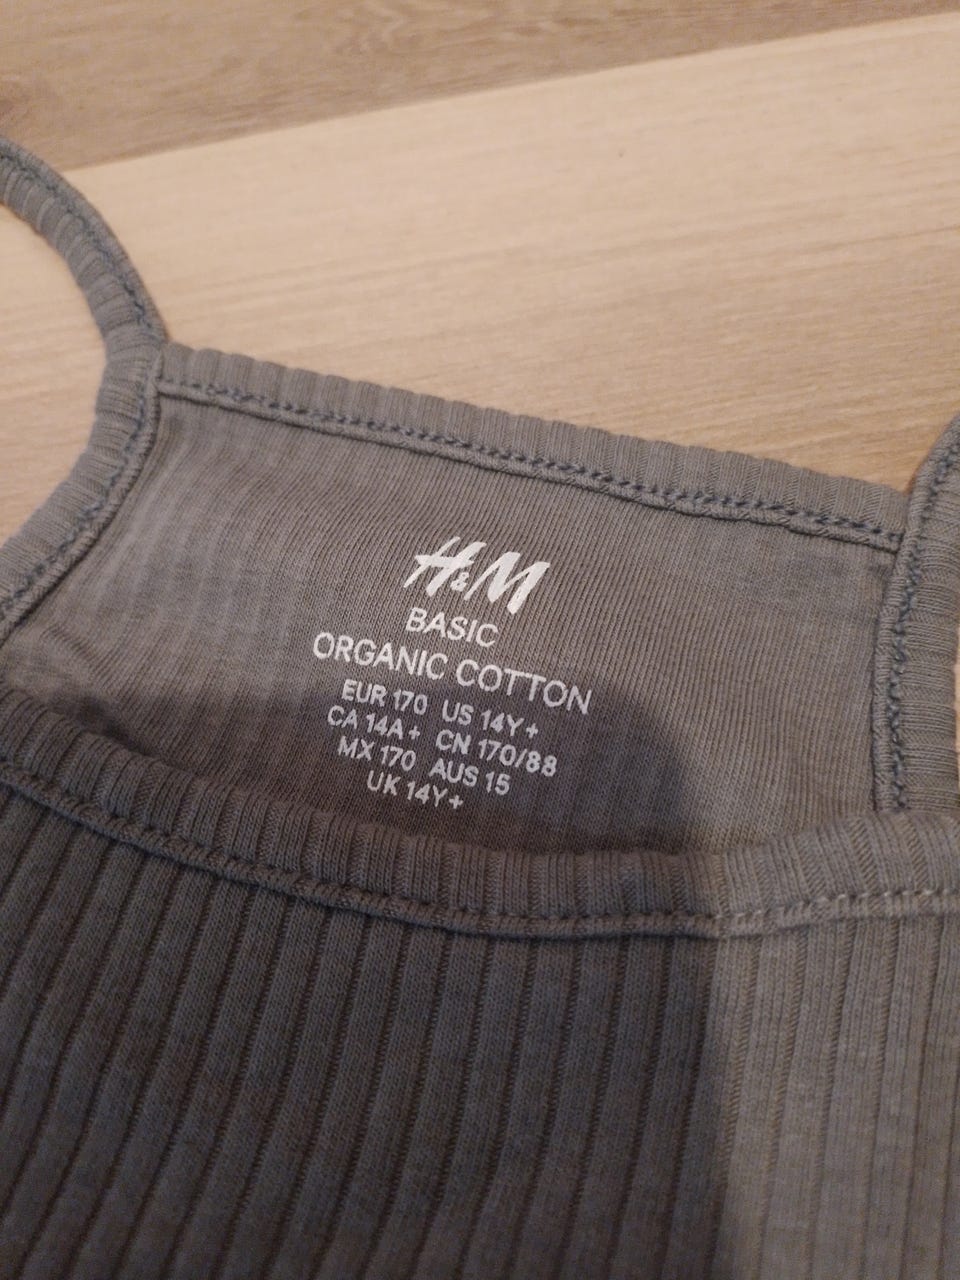 H&M
BASIC
ORGANIC COTTON
EUR 170 US 14Y+
CA 14A+ CN 170/88
MX 170 AUS 15
UK 14Y+